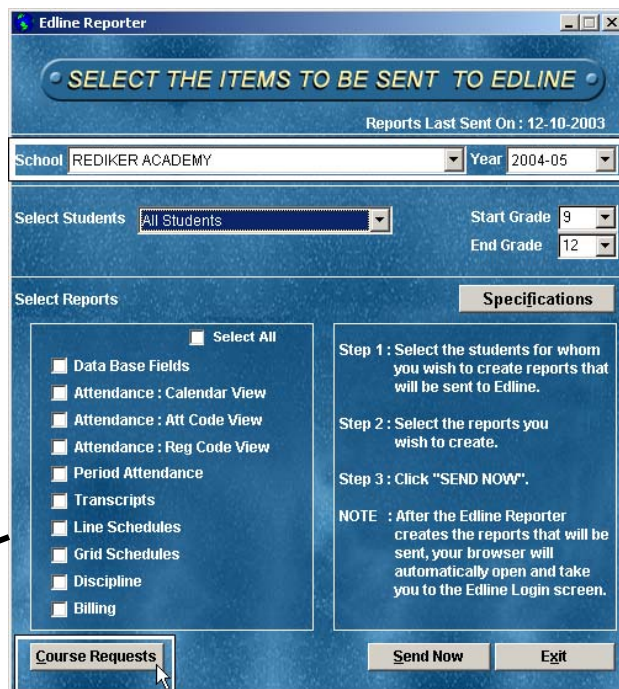 Edline Reporter
SELECT THE ITEMS TO BE SENT TO EDLINE
Reports Last Sent On : 12-10-2003
School REDIKER ACADEMY Year 2004-05
Select Students All Students Start Grade 9
End Grade 12
Select Reports Specifications
Select All
Data Base Fields
Attendance : Calendar View
Attendance : Att Code View
Attendance : Reg Code View
Period Attendance
Transcripts
Line Schedules
Grid Schedules
Discipline
Billing
Step 1 : Select the students for whom
you wish to create reports that
will be sent to Edline.
Step 2 : Select the reports you
wish to create.
Step 3 : Click "SEND NOW".
NOTE : After the Edline Reporter
creates the reports that will be
sent, your browser will
automatically open and take
you to the Edline Login screen.
Course Requests Send Now Exit